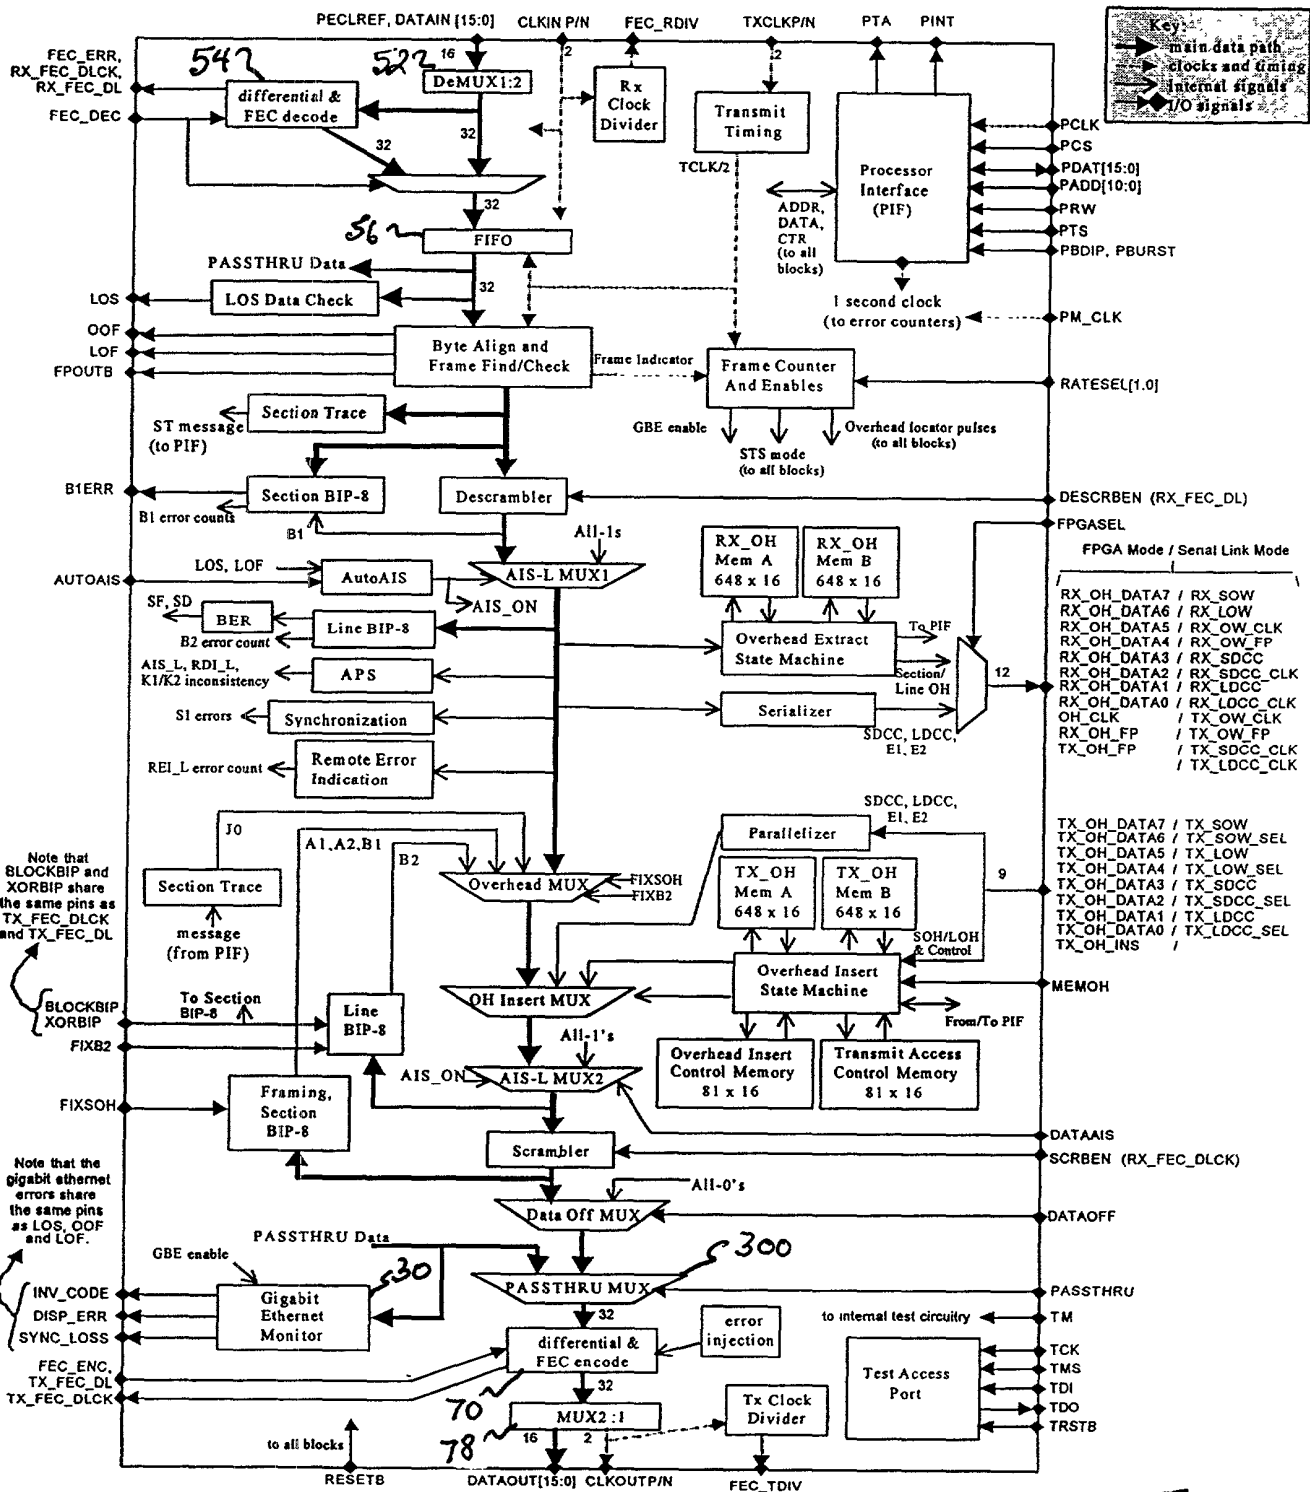 PECLREF, DATAIN [15:0]
CLKIN P/N
FEC_RDIV
TXCLKP/N
PTA
PINT
Key:
main data path
clocks and timing
Internal signals
I/O signals
FEC_ERR,
RX_FEC_DLCK,
RX_FEC_DL
FEC_DEC
542
522
16
2
2
DeMUX1:2
differential &
FEC decode
32
32
32
Rx
Clock
Divider
Transmit
Timing
TCLK/2
Processor
Interface
(PIF)
ADDR,
DATA,
CTR
(to all
blocks)
PCLK
PCS
PDAT[15:0]
PADD[10:0]
PRW
PTS
PBDIP, PBURST
56
FIFO
PASSTHRU Data
32
LOS
LOS Data Check
1 second clock
(to error counters)
PM_CLK
OOF
LOF
FPOUTB
Byte Align and
Frame Find/Check
Frame Indicator
Frame Counter
And Enables
RATESEL[1.0]
Section Trace
ST message
(to PIF)
GBE enable
STS mode
(to all blocks)
Overhead locator pulses
(to all blocks)
B1ERR
Section BIP-8
B1 error counts
B1
Descrambler
DESCRBEN (RX_FEC_DL)
FPGASEL
All-1s
LOS, LOF
AUTOAIS
AutoAIS
AIS-L MUX1
AIS_ON
RX_OH
Mem A
648 x 16
RX_OH
Mem B
648 x 16
FPGA Mode / Serial Link Mode
RX_OH_DATA7 / RX_SOW
RX_OH_DATA6 / RX_LOW
RX_OH_DATA5 / RX_OW_CLK
RX_OH_DATA4 / RX_OW_FP
RX_OH_DATA3 / RX_SDCC
RX_OH_DATA2 / RX_SDCC_CLK
RX_OH_DATA1 / RX_LDCC
RX_OH_DATA0 / RX_LDCC_CLK
OH_CLK / TX_OW_CLK
RX_OH_FP / TX_OW_FP
TX_OH_FP / TX_SDCC_CLK
/ TX_LDCC_CLK
SF, SD
BER
Line BIP-8
B2 error count
Overhead Extract
State Machine
To PIF
Section/
Line OH
12
AIS_L, RDI_L,
K1/K2 inconsistency
APS
S1 errors
Synchronization
Serializer
SDCC, LDCC,
E1, E2
REI_L error count
Remote Error
Indication
J0
A1, A2, B1
B2
SDCC, LDCC,
E1, E2
Parallelizer
9
TX_OH_DATA7 / TX_SOW
TX_OH_DATA6 / TX_SOW_SEL
TX_OH_DATA5 / TX_LOW
TX_OH_DATA4 / TX_LOW_SEL
TX_OH_DATA3 / TX_SDCC
TX_OH_DATA2 / TX_SDCC_SEL
TX_OH_DATA1 / TX_LDCC
TX_OH_DATA0 / TX_LDCC_SEL
TX_OH_INS /
Note that
BLOCKBIP and
XORBIP share
the same pins as
TX_FEC_DLCK
and TX_FEC_DL
Section Trace
message
(from PIF)
Overhead MUX
FIXSOH
FIXB2
TX_OH
Mem A
648 x 16
TX_OH
Mem B
648 x 16
SOH/LOH
& Control
Overhead Insert
State Machine
MEMOH
From/To PIF
OH Insert MUX
BLOCKBIP
XORBIP
To Section
BIP-8
Line
BIP-8
FIXB2
All-1's
AIS_ON
AIS-L MUX2
Overhead Insert
Control Memory
81 x 16
Transmit Access
Control Memory
81 x 16
FIXSOH
Framing,
Section
BIP-8
DATAAIS
Scrambler
SCRBEN (RX_FEC_DLCK)
Note that the
gigabit ethernet
errors share
the same pins
as LOS, OOF
and LOF.
All-0's
Data Off MUX
DATAOFF
PASSTHRU Data
GBE enable
30
300
INV_CODE
DISP_ERR
SYNC_LOSS
Gigabit
Ethernet
Monitor
PASSTHRU MUX
PASSTHRU
32
to internal test circuitry
TM
error
injection
differential &
FEC encode
FEC_ENC,
TX_FEC_DL
TX_FEC_DLCK
Test Access
Port
TCK
TMS
TDI
TDO
TRSTB
70
32
MUX2:1
Tx Clock
Divider
78
16
2
to all blocks
RESETB
DATAOUT[15:0]
CLKOUTP/N
FEC_TDIV